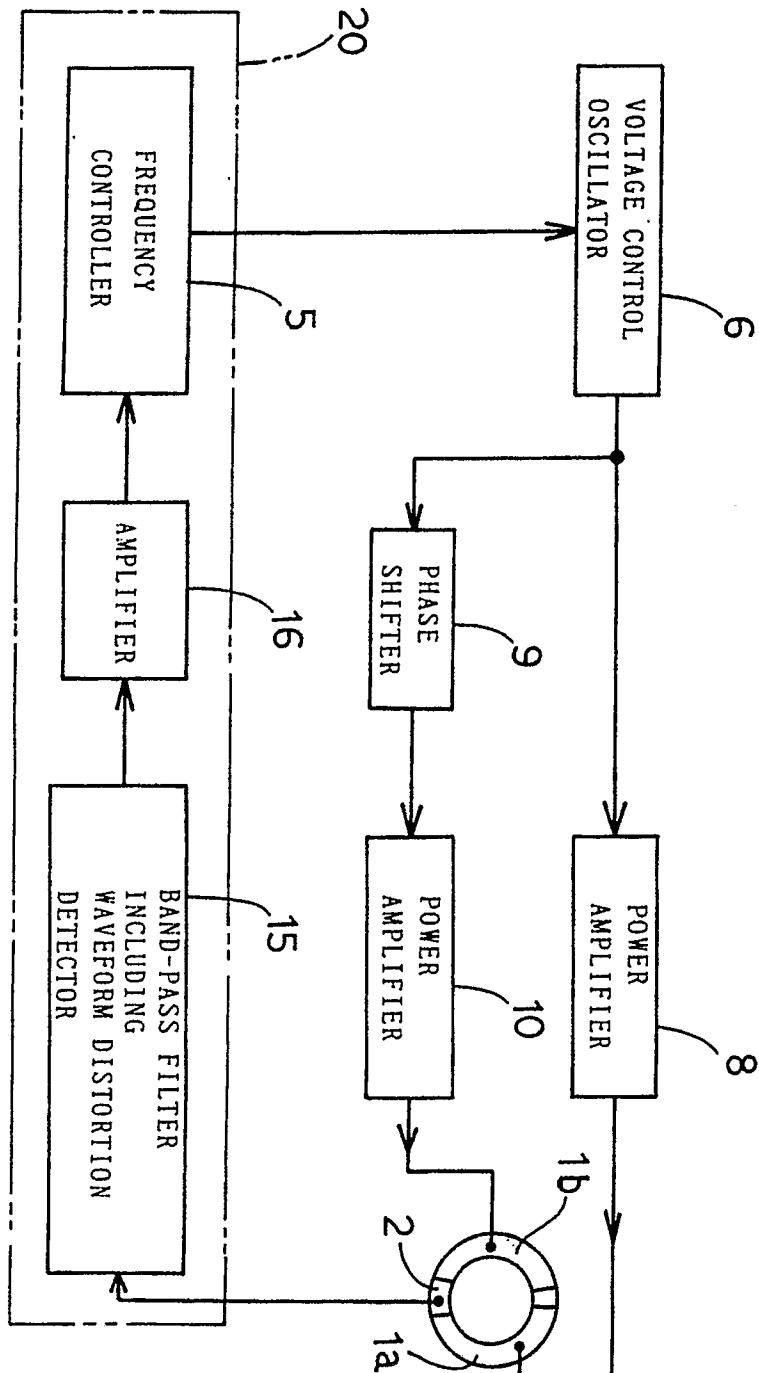 VOLTAGE CONTROL
OSCILLATOR
6
POWER
AMPLIFIER
8
PHASE
SHIFTER
9
POWER
AMPLIFIER
10
1b
2
1a
20
FREQUENCY
CONTROLLER
5
AMPLIFIER
16
BAND-PASS FILTER
INCLUDING
WAVEFORM DISTORTION
DETECTOR
15